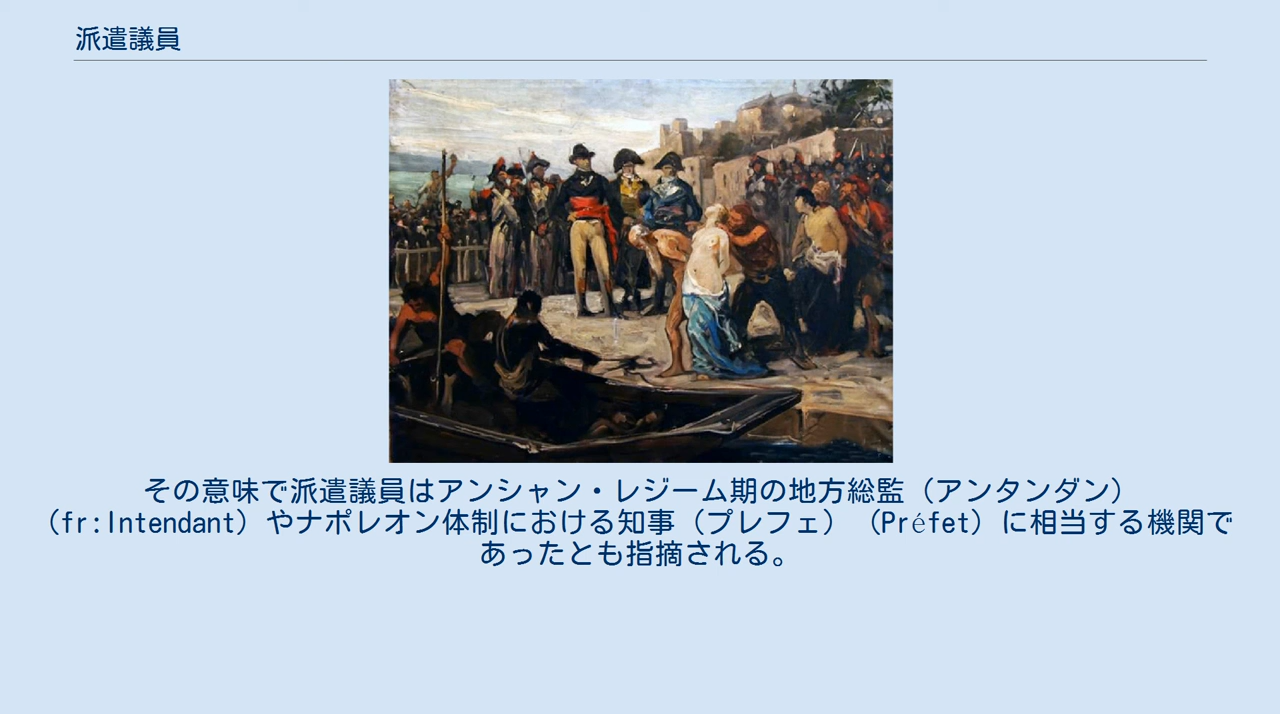 派遣議員
その意味で派遣議員はアンシャン・レジーム期の地方総監（アンタンダン）
（fr:Intendant）やナポレオン体制における知事（プレフェ）（Préfet）に相当する機関で
あったとも指摘される。